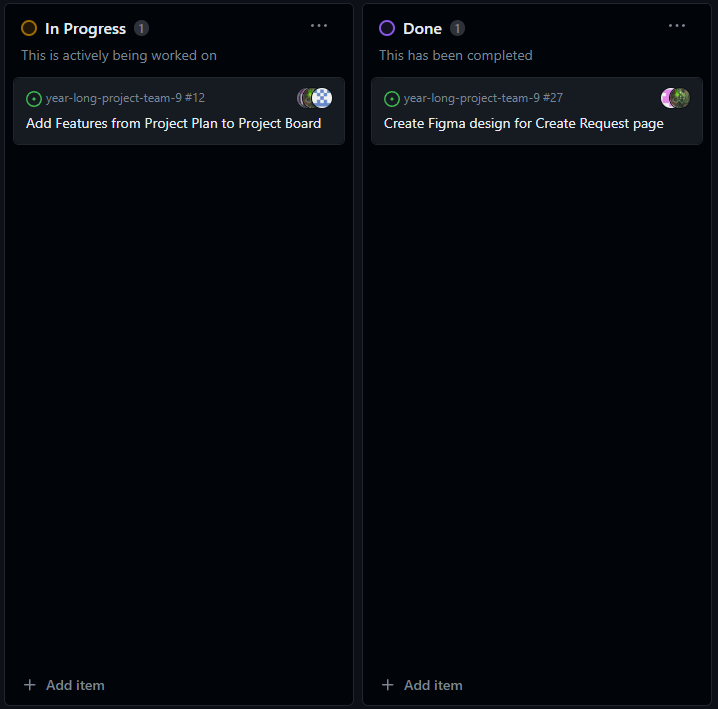 In Progress 1
This is actively being worked on
year-long-project-team-9 #12
Add Features from Project Plan to Project Board
+ Add item
Done 1
This has been completed
year-long-project-team-9 #27
Create Figma design for Create Request page
+ Add item